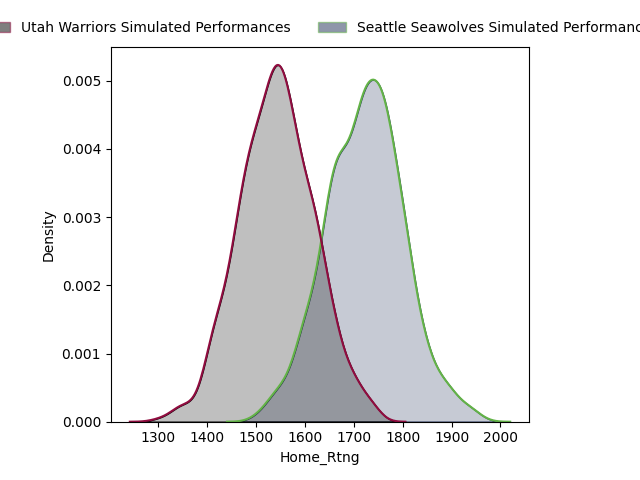 Utah Warriors Simulated Performances
Seattle Seawolves Simulated Performanc
0.005
0.004
0.003
0.002
0.001
0.000
Density
1300 1400 1500 1600 1700 1800 1900 2000
Home_Rtng